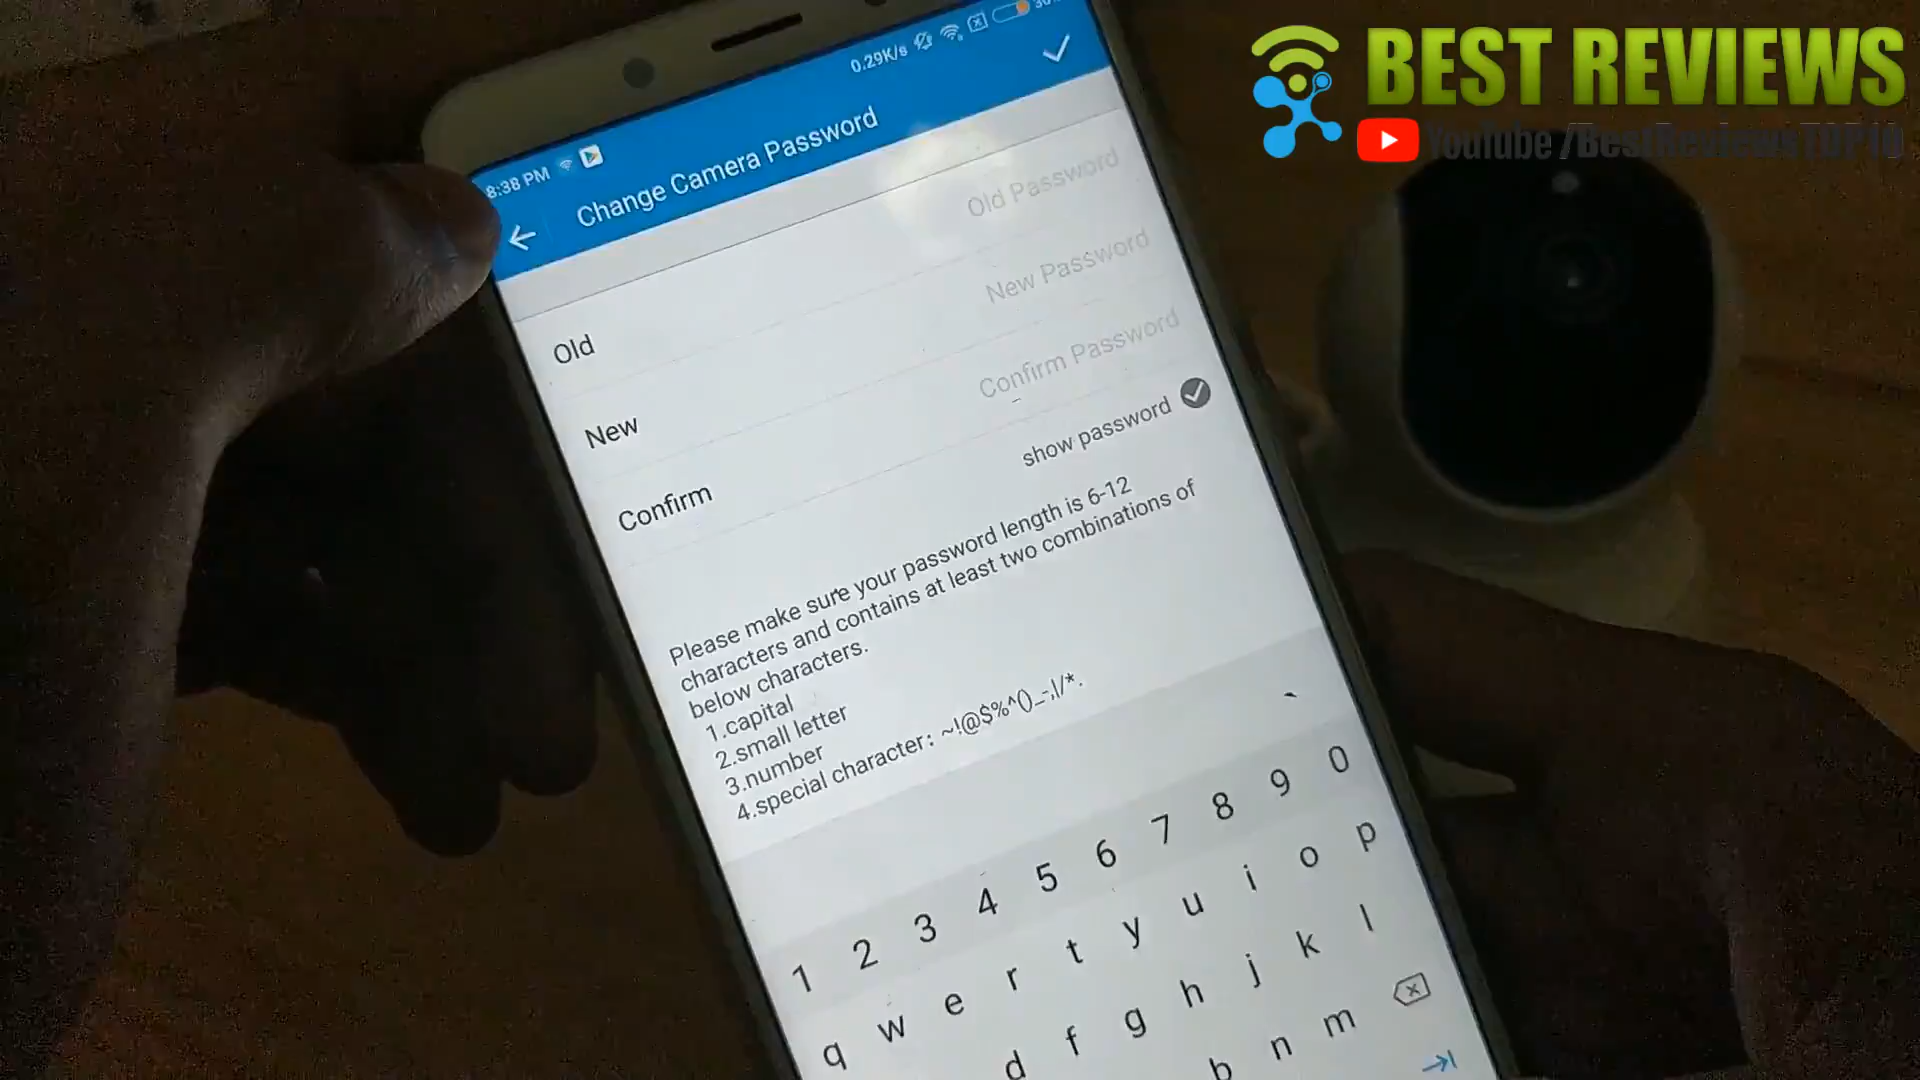 BEST REVIEWS
YouTube /BestReviewsTOP10
0.29K/s
8:38 PM
Change Camera Password
Old Old Password
New New Password
Confirm Confirm Password
show password
Please make sure your password length is 6-12
characters and contains at least two combinations of
below characters.
1.capital
2.small letter
3.number
4.special character: ~!@$%^()_-;,|/*.
1 2 3 4 5 6 7 8 9 0
q w e r t y u i o p
d f g h j k l
b n m